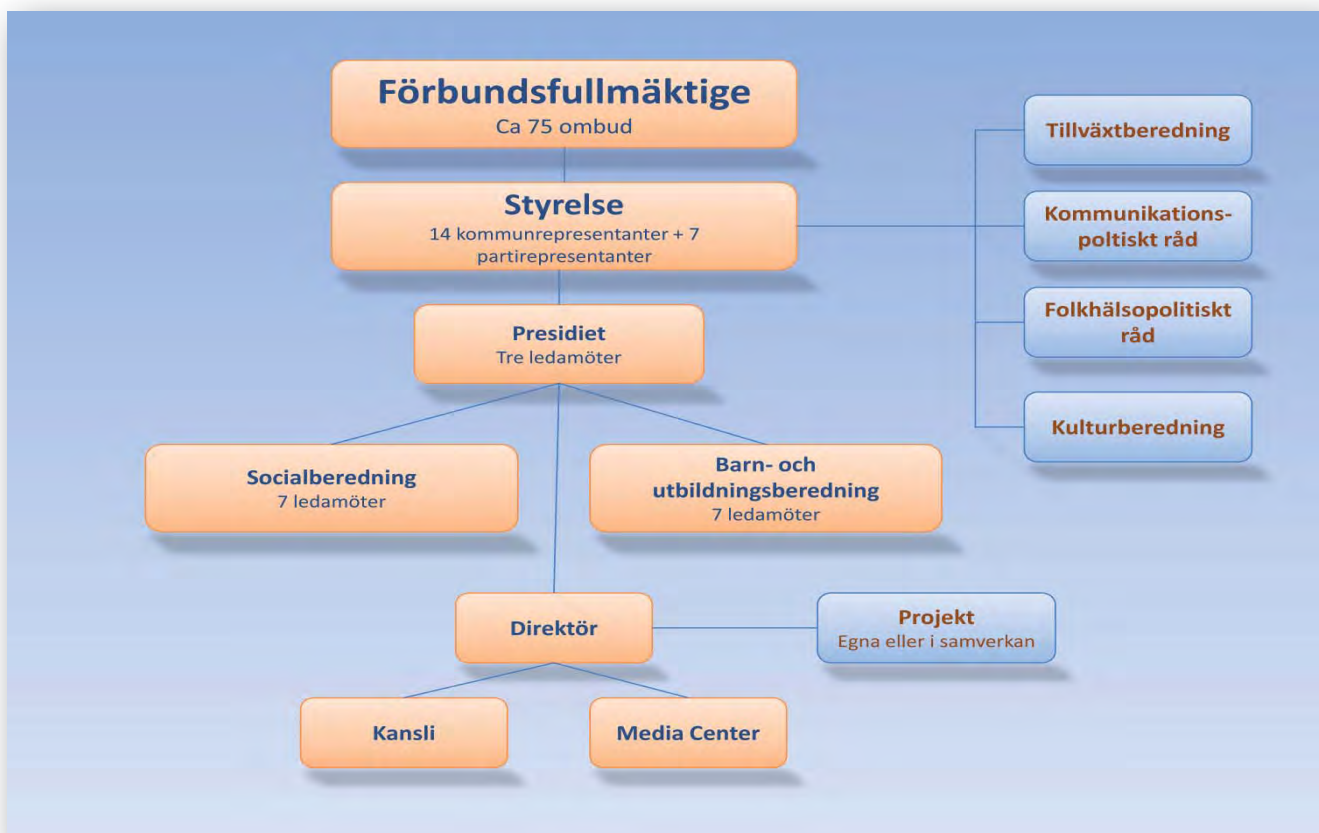 Förbundsfullmäktige
Ca 75 ombud
Styrelse
14 kommunrepresentanter + 7
partirepresentanter
Presidiet
Tre ledamöter
Socialberedning
7 ledamöter
Barn- och
utbildningsberedning
7 ledamöter
Direktör
Projekt
Egna eller i samverkan
Kansli
Media Center
Tillväxtberedning
Kommunikations-
poltiskt råd
Folkhälsopolitiskt
råd
Kulturberedning